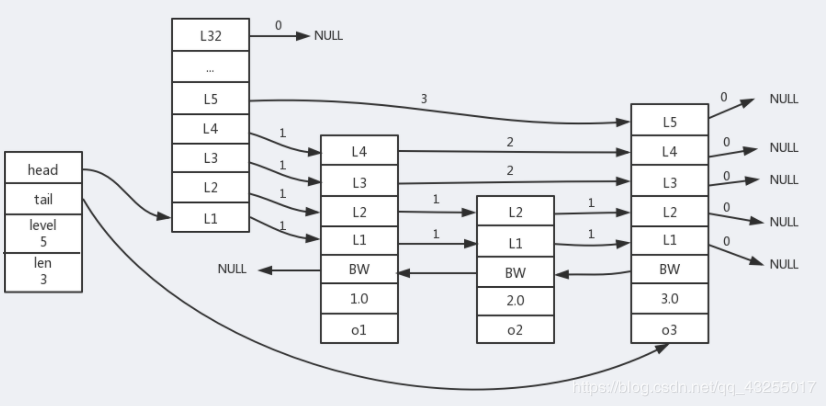 L32
0
NULL
...
L5
3
L4
1
L3
1
L2
1
L1
1
head
tail
level
5
len
3
L4
2
L3
2
L2
1
L1
1
NULL
BW
1.0
o1
L2
1
L1
1
BW
2.0
o2
L5
0
NULL
L4
0
NULL
L3
0
NULL
L2
0
NULL
L1
0
NULL
BW
3.0
o3
https://blog.csdn.net/qq_43255017